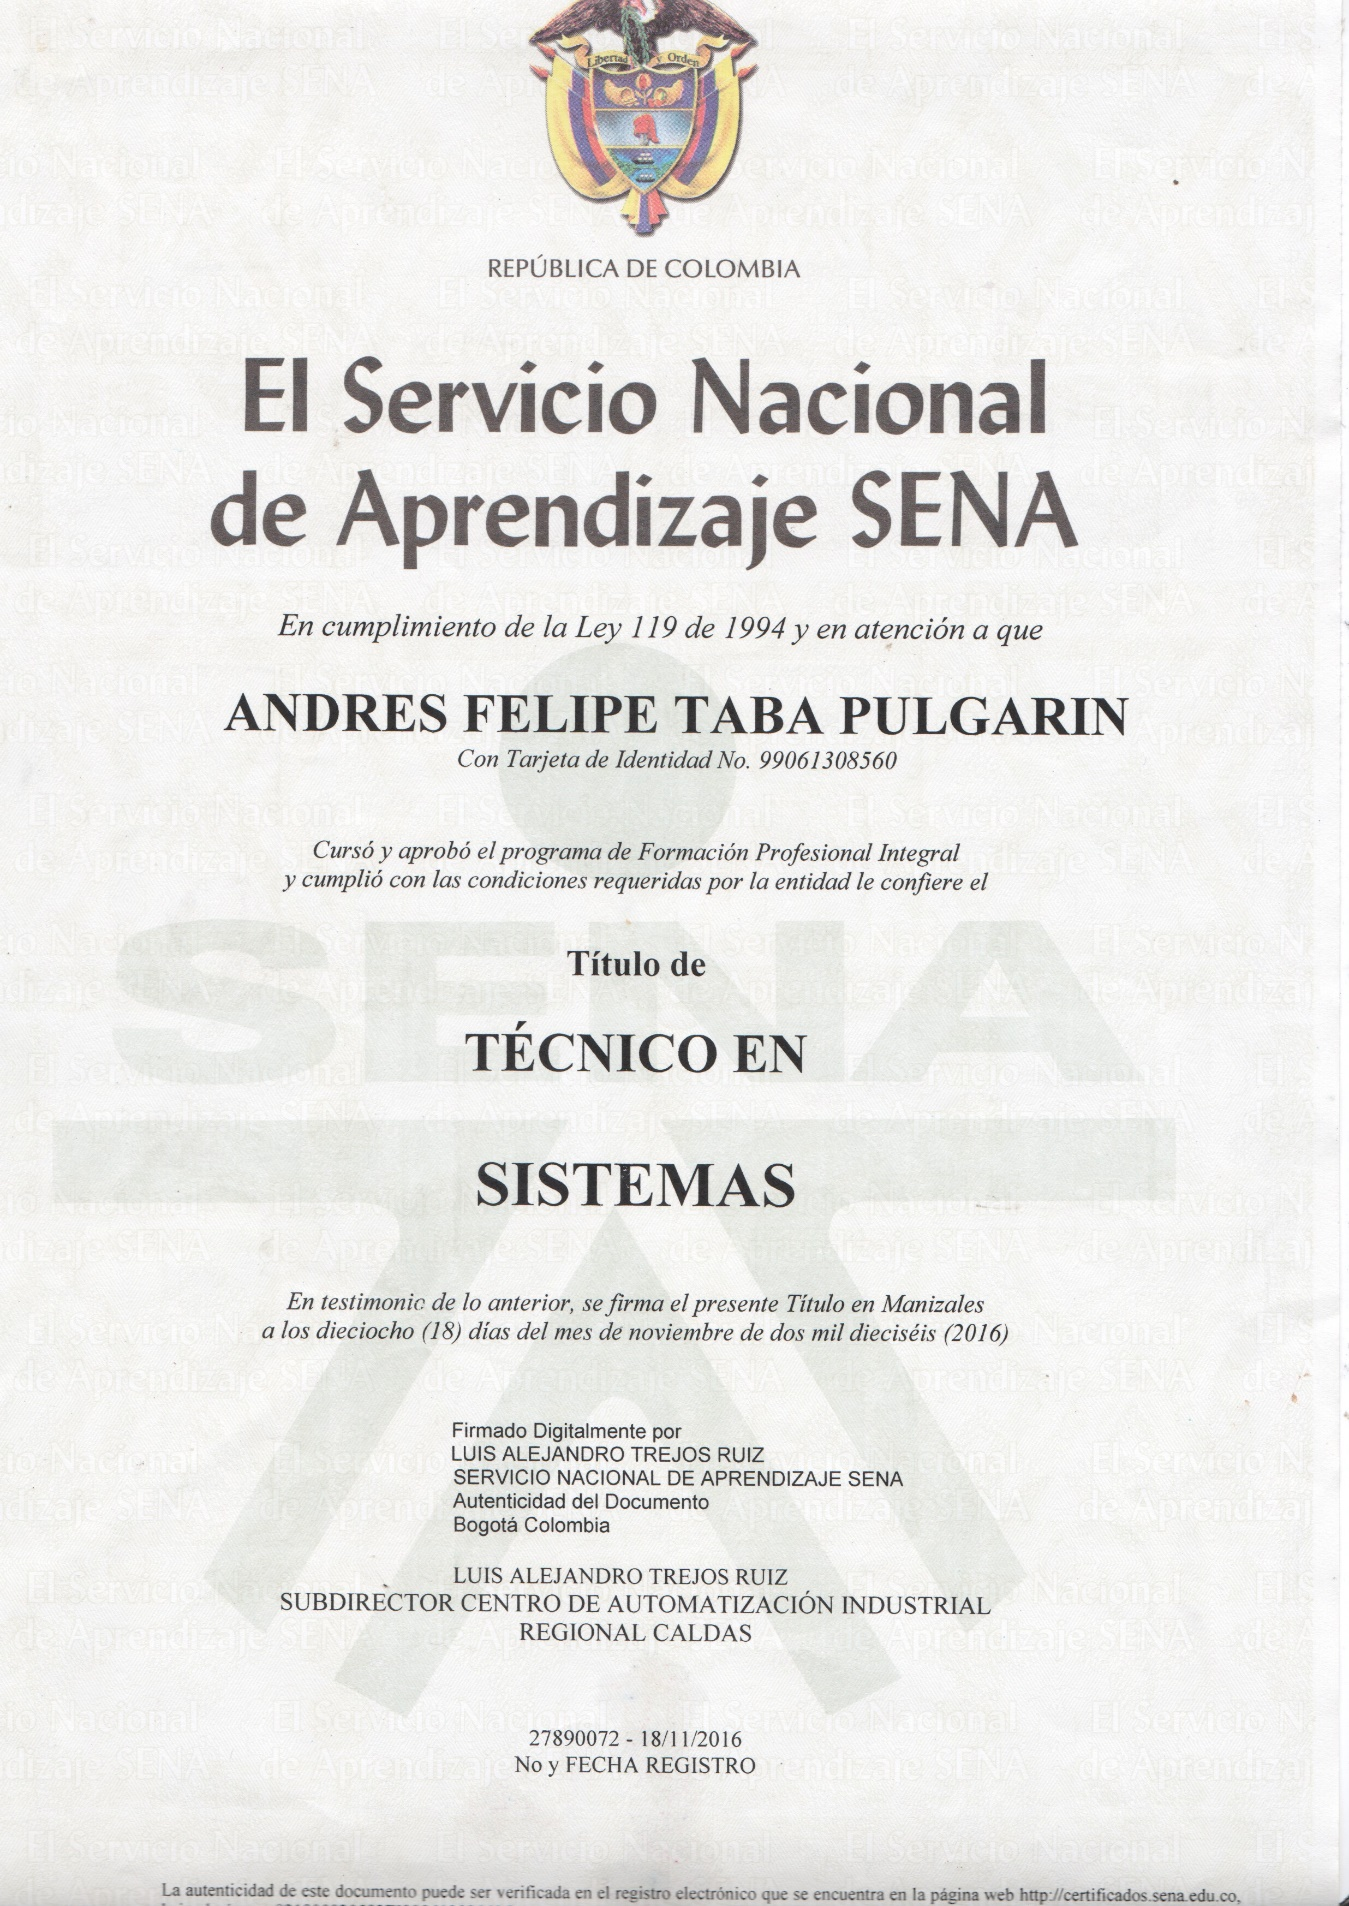 Libertad y Orden
REPÚBLICA DE COLOMBIA
El Servicio Nacional
de Aprendizaje SENA
En cumplimiento de la Ley 119 de 1994 y en atención a que
ANDRES FELIPE TABA PULGARIN
Con Tarjeta de Identidad No. 99061308560
Cursó y aprobó el programa de Formación Profesional Integral
y cumplió con las condiciones requeridas por la entidad le confiere el
SENA
Título de
TÉCNICO EN
SISTEMAS
En testimonio de lo anterior, se firma el presente Título en Manizales
a los dieciocho (18) días del mes de noviembre de dos mil dieciséis (2016)
Firmado Digitalmente por
LUIS ALEJANDRO TREJOS RUIZ
SERVICIO NACIONAL DE APRENDIZAJE SENA
Autenticidad del Documento
Bogotá Colombia
LUIS ALEJANDRO TREJOS RUIZ
SUBDIRECTOR CENTRO DE AUTOMATIZACIÓN INDUSTRIAL
REGIONAL CALDAS
27890072 - 18/11/2016
No y FECHA REGISTRO
La autenticidad de este documento puede ser verificada en el registro electrónico que se encuentra en la página web http://certificados.sena.edu.co,